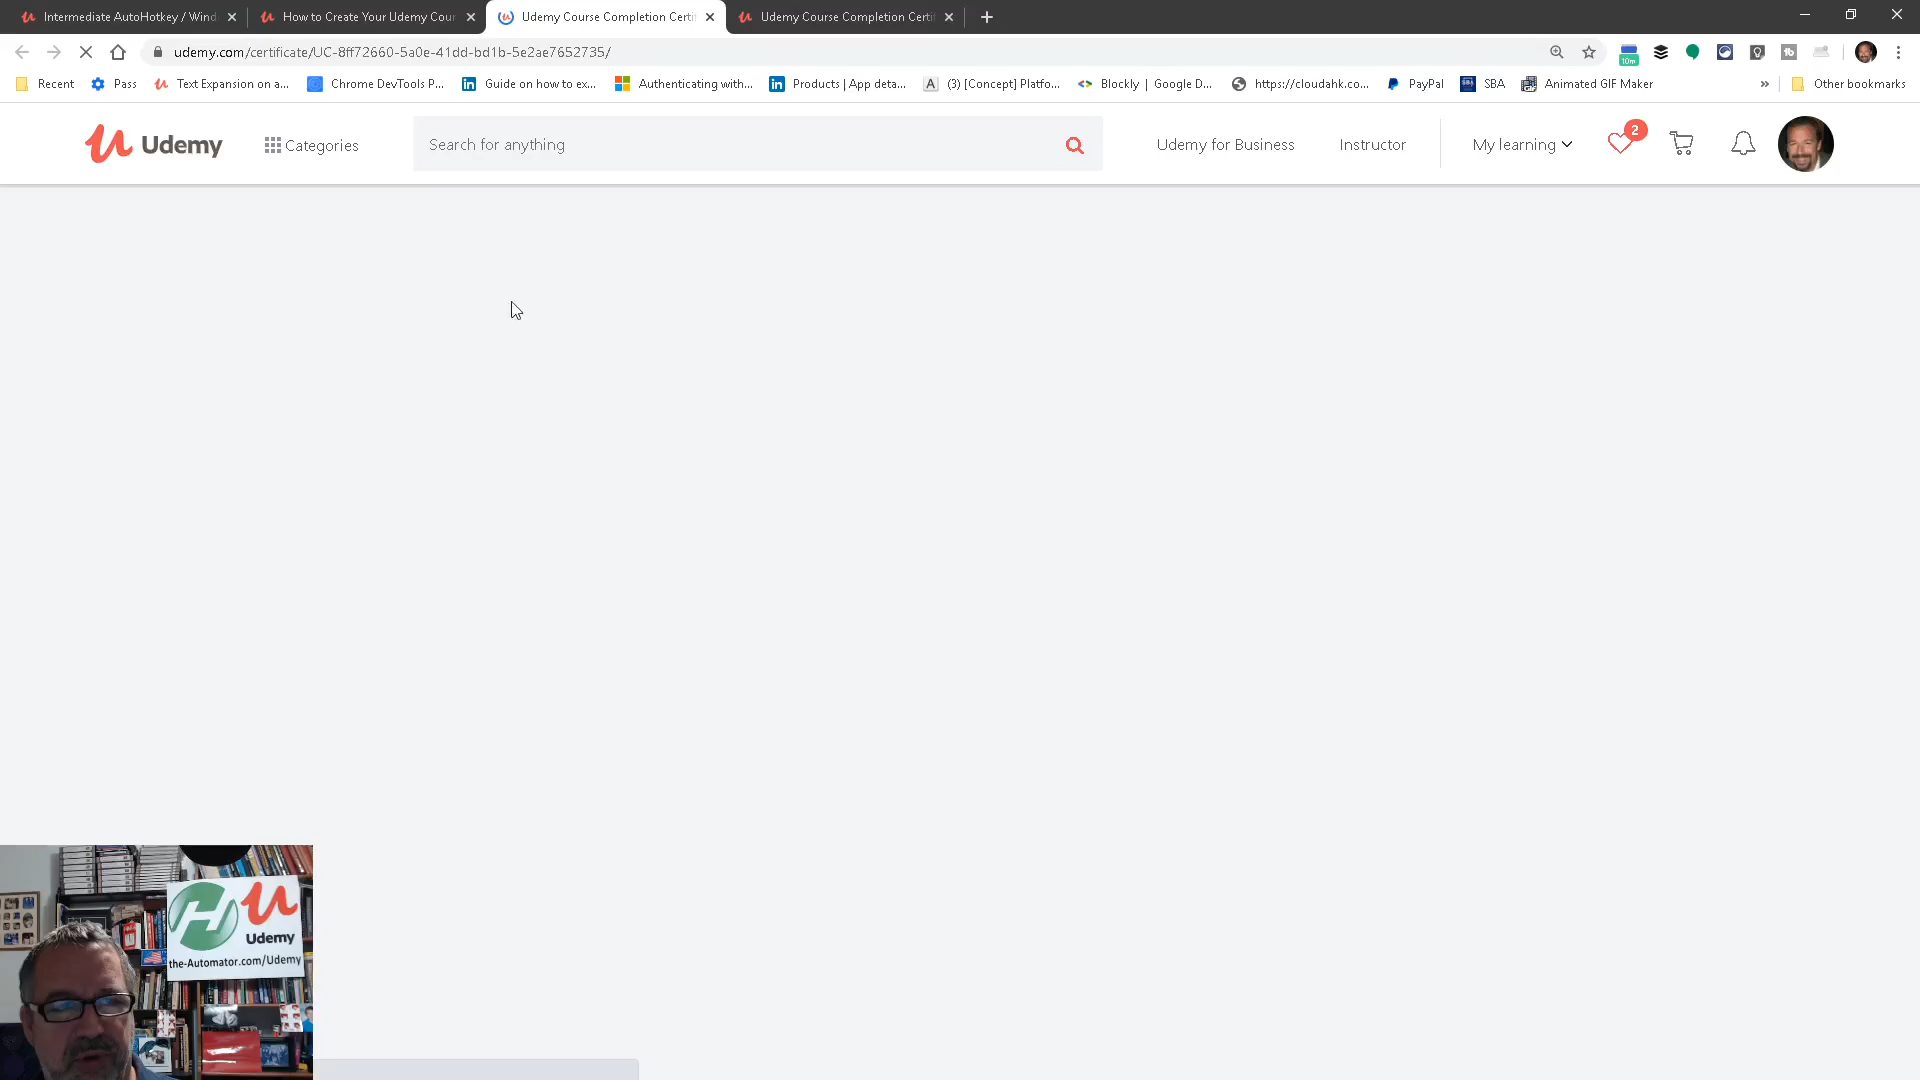 Intermediate AutoHotkey / Wind
How to Create Your Udemy Cour
Udemy Course Completion Certi
Udemy Course Completion Certif
udemy.com/certificate/UC-8ff72660-5a0e-41dd-bd1b-5e2ae7652735/
10m
Recent
Pass
Text Expansion on a...
Chrome DevTools P...
Guide on how to ex...
Authenticating with...
Products | App deta...
(3) [Concept] Platfo...
Blockly | Google D...
https://cloudahk.co...
PayPal
SBA
Animated GIF Maker
»
Other bookmarks
Udemy
Categories
Search for anything
Udemy for Business
Instructor
My learning
2
H
Udemy
the-Automator.com/Udemy